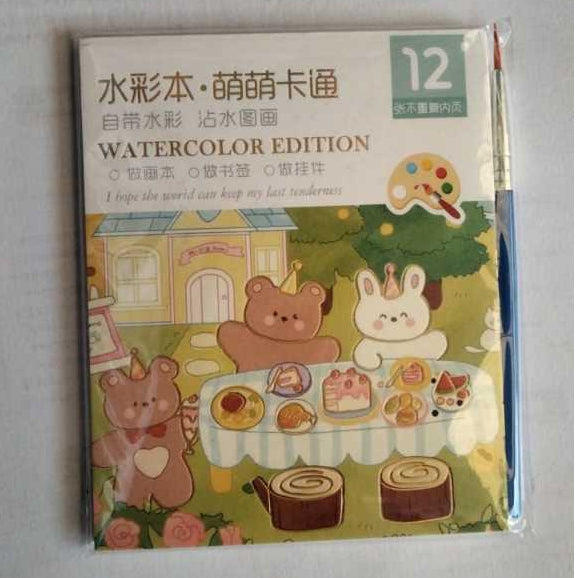 12
张不重复内页
水彩本·萌萌卡通
自带水彩 沾水图画
WATERCOLOR EDITION
做画本 做书签 做挂件
I hope the world can keep my last tenderness